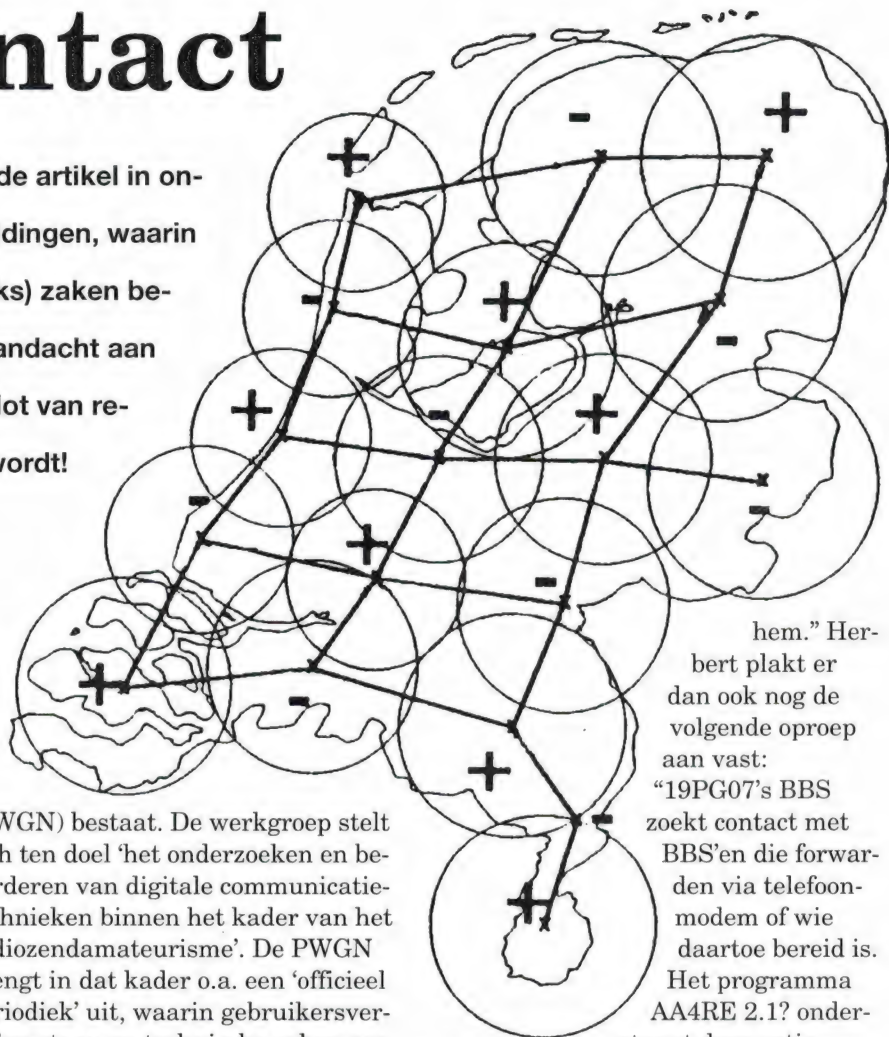 ntact
de artikel in on-
dingen, waarin
ks) zaken be-
andacht aan
lot van re-
wordt!
WGN) bestaat. De werkgroep stelt
h ten doel ‘het onderzoeken en be-
rderen van digitale communicatie-
chnieken binnen het kader van het
diozendamateurisme’. De PWGN
engt in dat kader o.a. een ‘officieel
riodiek’ uit, waarin gebruikersver-
hem.” Her-
bert plakt er
dan ook nog de
volgende oproep
aan vast:
“19PG07’s BBS
zoekt contact met
BBS’en die forwar-
den via telefoon-
modem of wie
daartoe bereid is.
Het programma
AA4RE 2.1? onder-